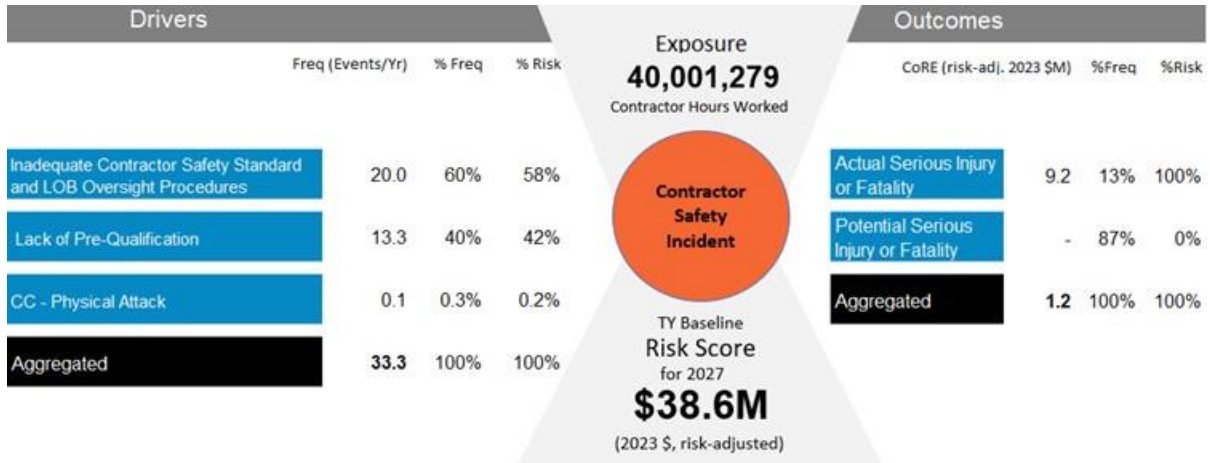 Drivers
Freq (Events/Yr) % Freq % Risk
Inadequate Contractor Safety Standard
and LOB Oversight Procedures 20.0 60% 58%
Lack of Pre-Qualification 13.3 40% 42%
CC - Physical Attack 0.1 0.3% 0.2%
Aggregated 33.3 100% 100%
Exposure
40,001,279
Contractor Hours Worked
Contractor
Safety
Incident
TY Baseline
Risk Score
for 2027
$38.6M
(2023 $, risk-adjusted)
Outcomes
CoRE (risk-adj. 2023 $M) %Freq %Risk
Actual Serious Injury
or Fatality 9.2 13% 100%
Potential Serious
Injury or Fatality - 87% 0%
Aggregated 1.2 100% 100%